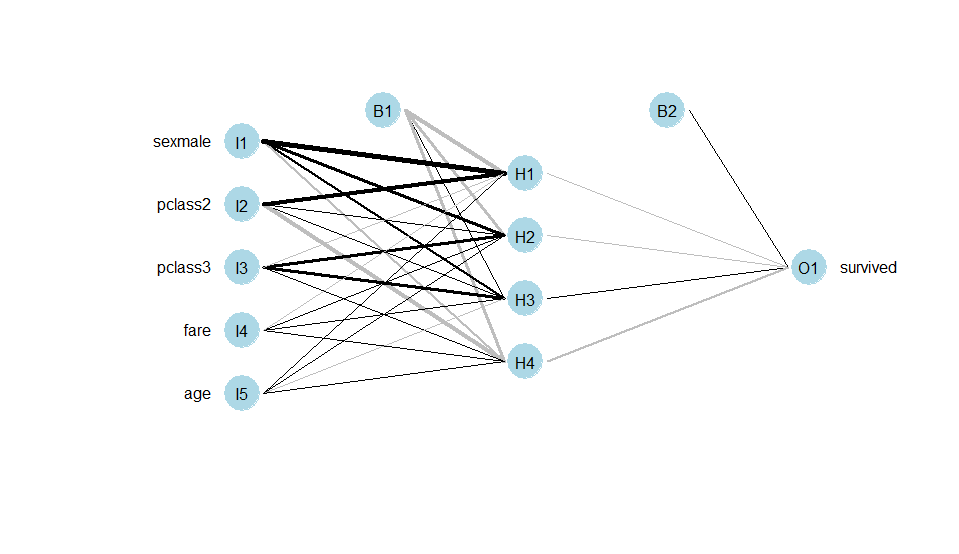 B1
B2
sexmale I1
H1
pclass2 I2
H2
pclass3 I3
O1 survived
H3
fare I4
H4
age I5